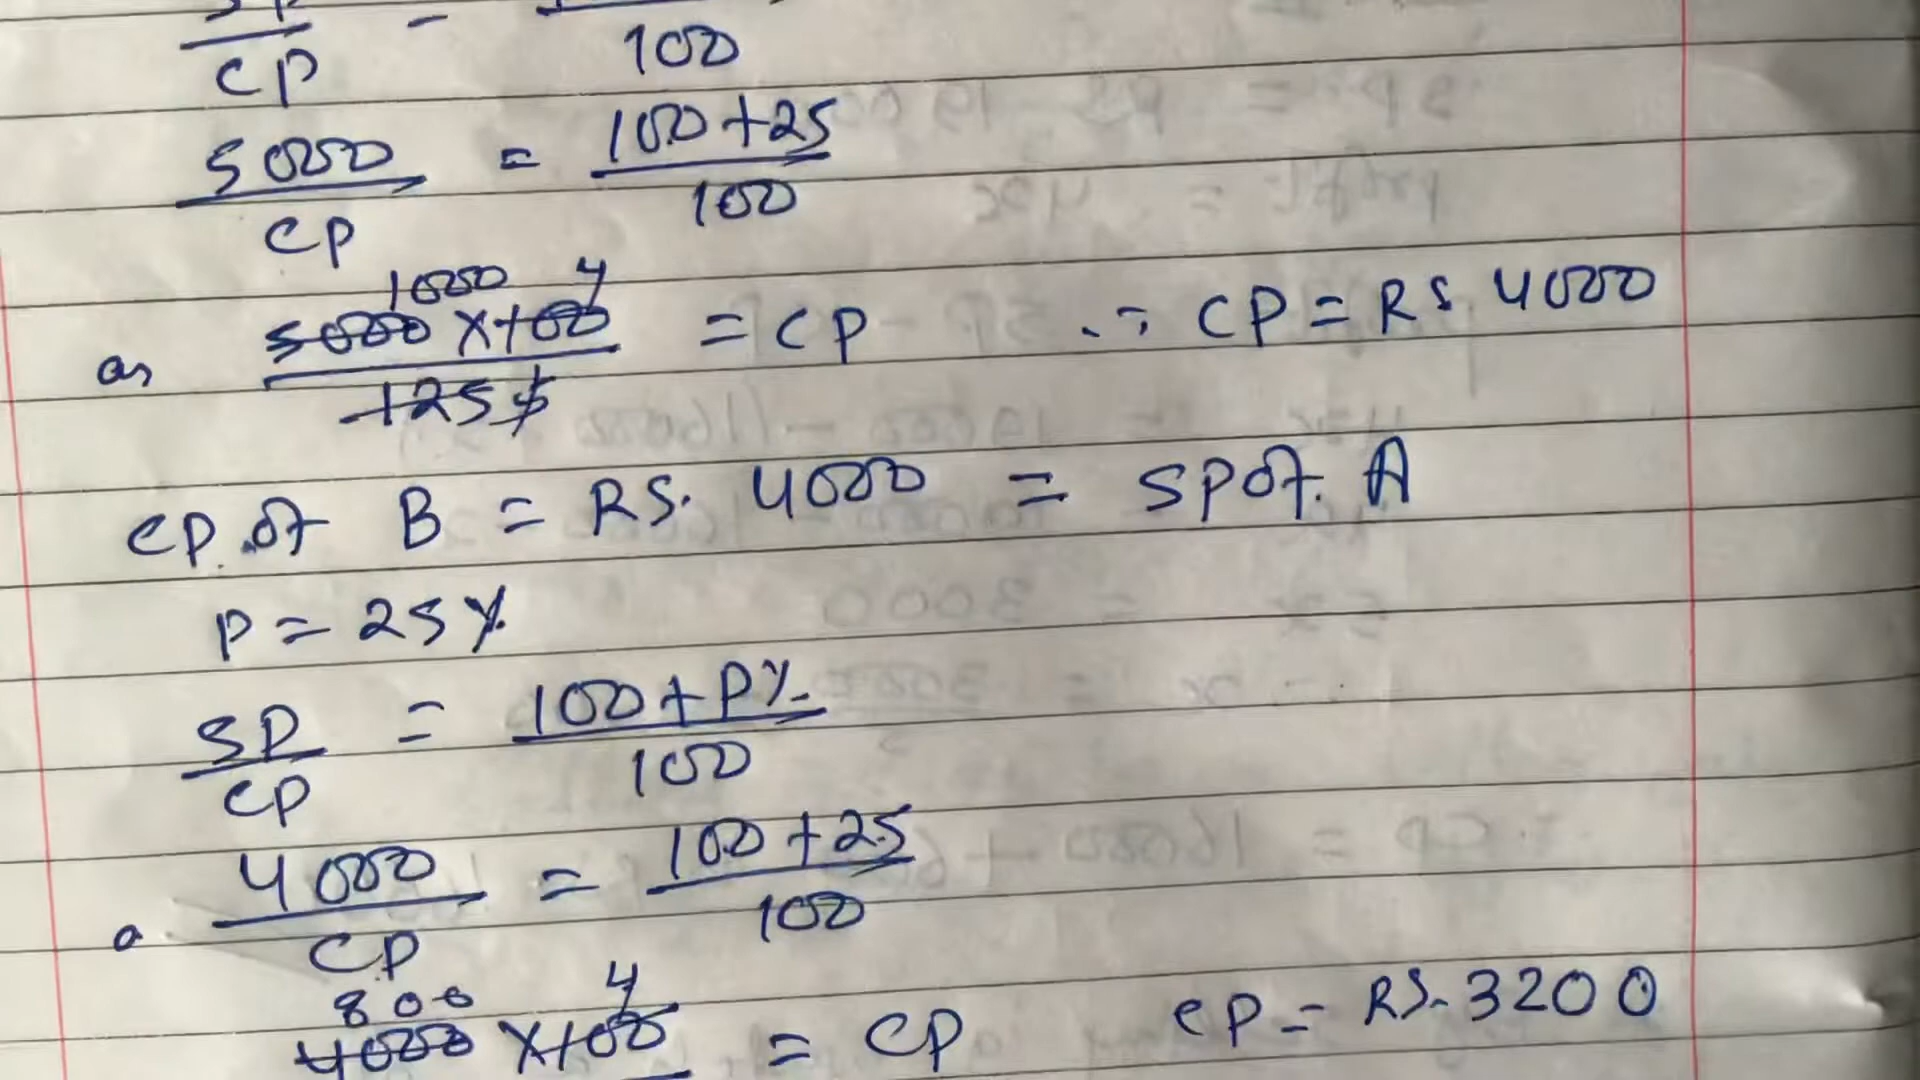 SP/CP =
100
5000/CP = (100+25)/100
1000 4
or 5000 x 100 / 125 5 = CP ∴ CP = RS 4000
CP. of B = RS. 4000 = SP of. A
P = 25%
SP/CP = (100+P%)/100
4000/CP = (100+25)/100
800 4
4000 x 100 = CP CP = RS. 3200